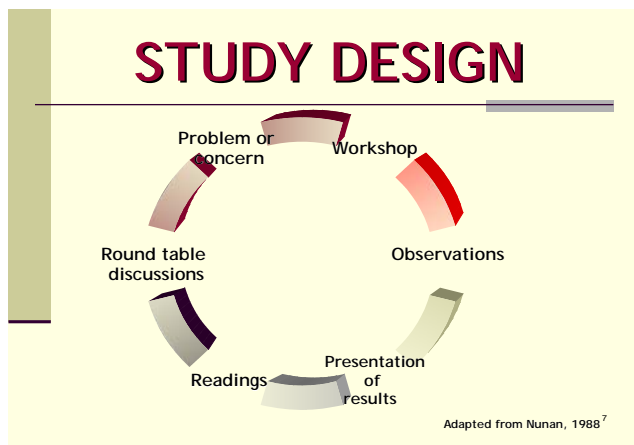 STUDY DESIGN
Problem or
concern
Workshop
Round table
discussions
Observations
Readings
Presentation
of
results
Adapted from Nunan, 1988
7